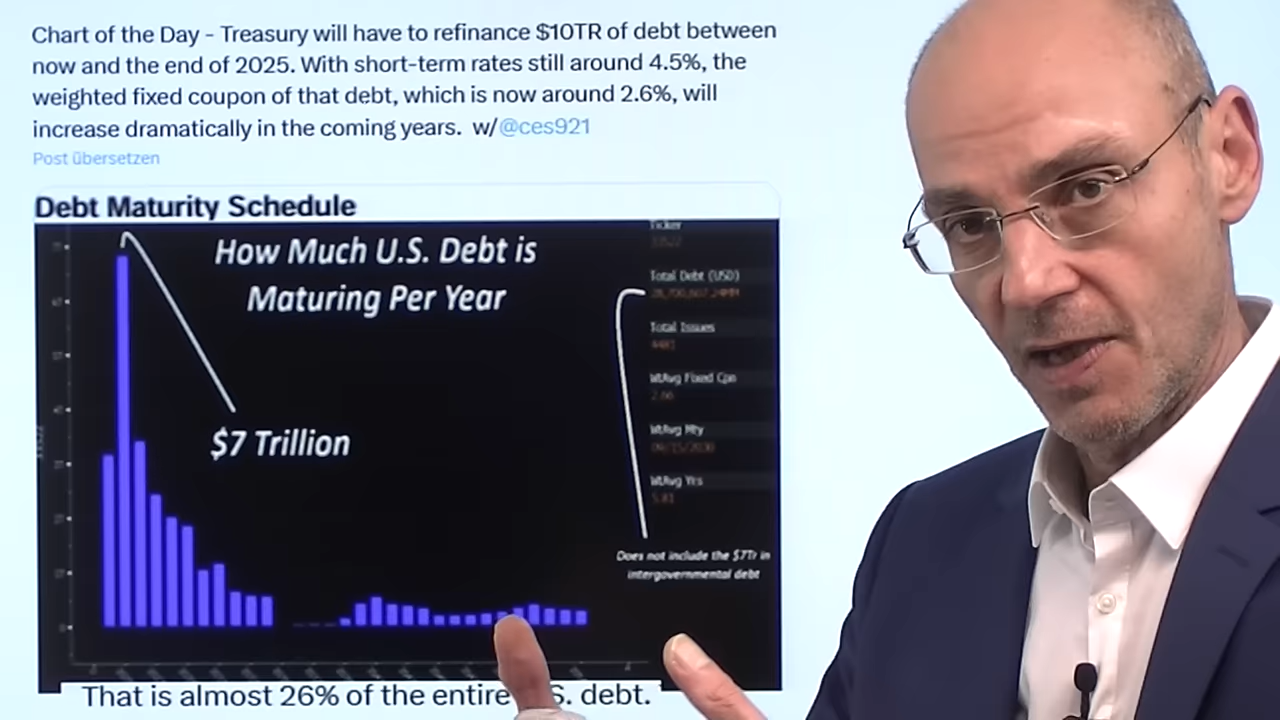 Chart of the Day - Treasury will have to refinance $10TR of debt between
now and the end of 2025. With short-term rates still around 4.5%, the
weighted fixed coupon of that debt, which is now around 2.6%, will
increase dramatically in the coming years. w/@ces921
Post übersetzen
Debt Maturity Schedule
How Much U.S. Debt is
Maturing Per Year
$7 Trillion
Ticker
Total Debt (USD)
Total Issues
WtAvg Fixed Cpn
2.66
WtAvg Mty
WtAvg Yrs
5.81
Does not include the $7Tr in
intergovernmental debt
That is almost 26% of the entire S. debt.